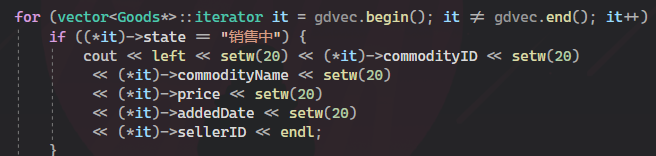 for (vector<Goods*>::iterator it = gdvec.begin(); it != gdvec.end(); it++)
if ((*it)->state == "销售中") {
cout << left << setw(20) << (*it)->commodityID << setw(20)
<< (*it)->commodityName << setw(20)
<< (*it)->price << setw(20)
<< (*it)->addedDate << setw(20)
<< (*it)->sellerID << endl;
}